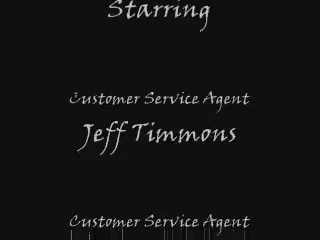 Starring
Customer Service Agent
Jeff Timmons
Customer Service Agent